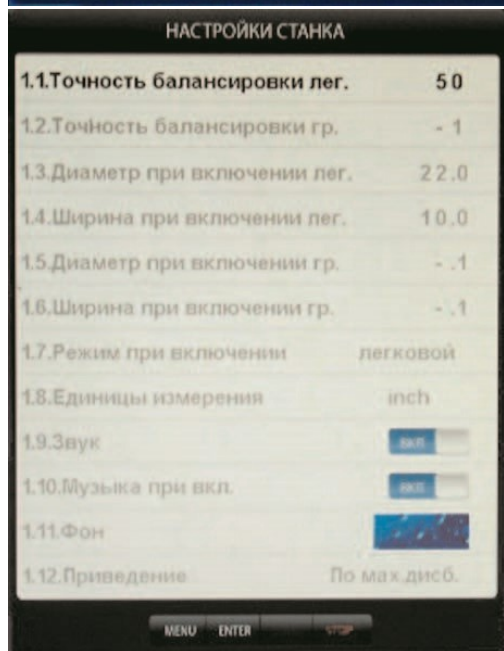 НАСТРОЙКИ СТАНКА
1.1.Точность балансировки лег. 50
1.2.Точность балансировки гр. - 1
1.3.Диаметр при включении лег. 22.0
1.4.Ширина при включении лег. 10.0
1.5.Диаметр при включении гр. - .1
1.6.Ширина при включении гр. - .1
1.7.Режим при включении легковой
1.8.Единицы измерения inch
1.9.Звук вкл
1.10.Музыка при вкл. вкл
1.11.Фон
1.12.Приведение По мах.дисб.
MENU ENTER STOP